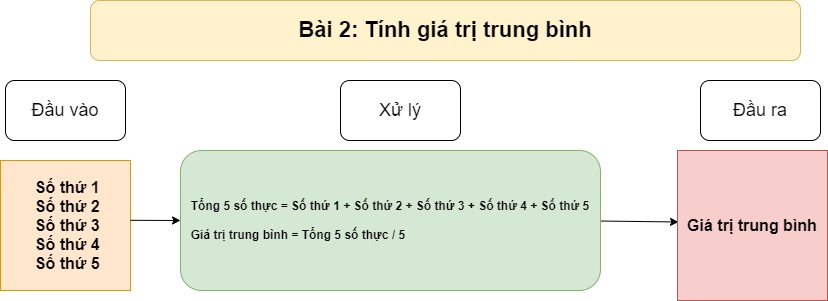 Bài 2: Tính giá trị trung bình
Đầu vào
Xử lý
Đầu ra
Số thứ 1
Số thứ 2
Số thứ 3
Số thứ 4
Số thứ 5
Tổng 5 số thực = Số thứ 1 + Số thứ 2 + Số thứ 3 + Số thứ 4 + Số thứ 5
Giá trị trung bình = Tổng 5 số thực / 5
Giá trị trung bình